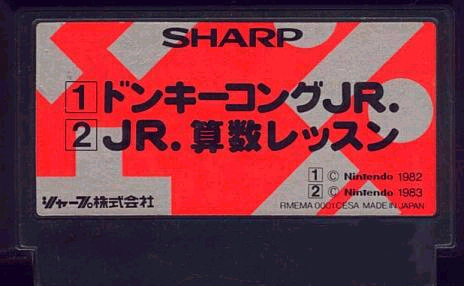 SHARP
1 ドンキーコングJR.
2 JR. 算数レッスン
シャープ株式会社
1 © Nintendo 1982
2 © Nintendo 1983
RMEMA 0001CESA MADE IN JAPAN